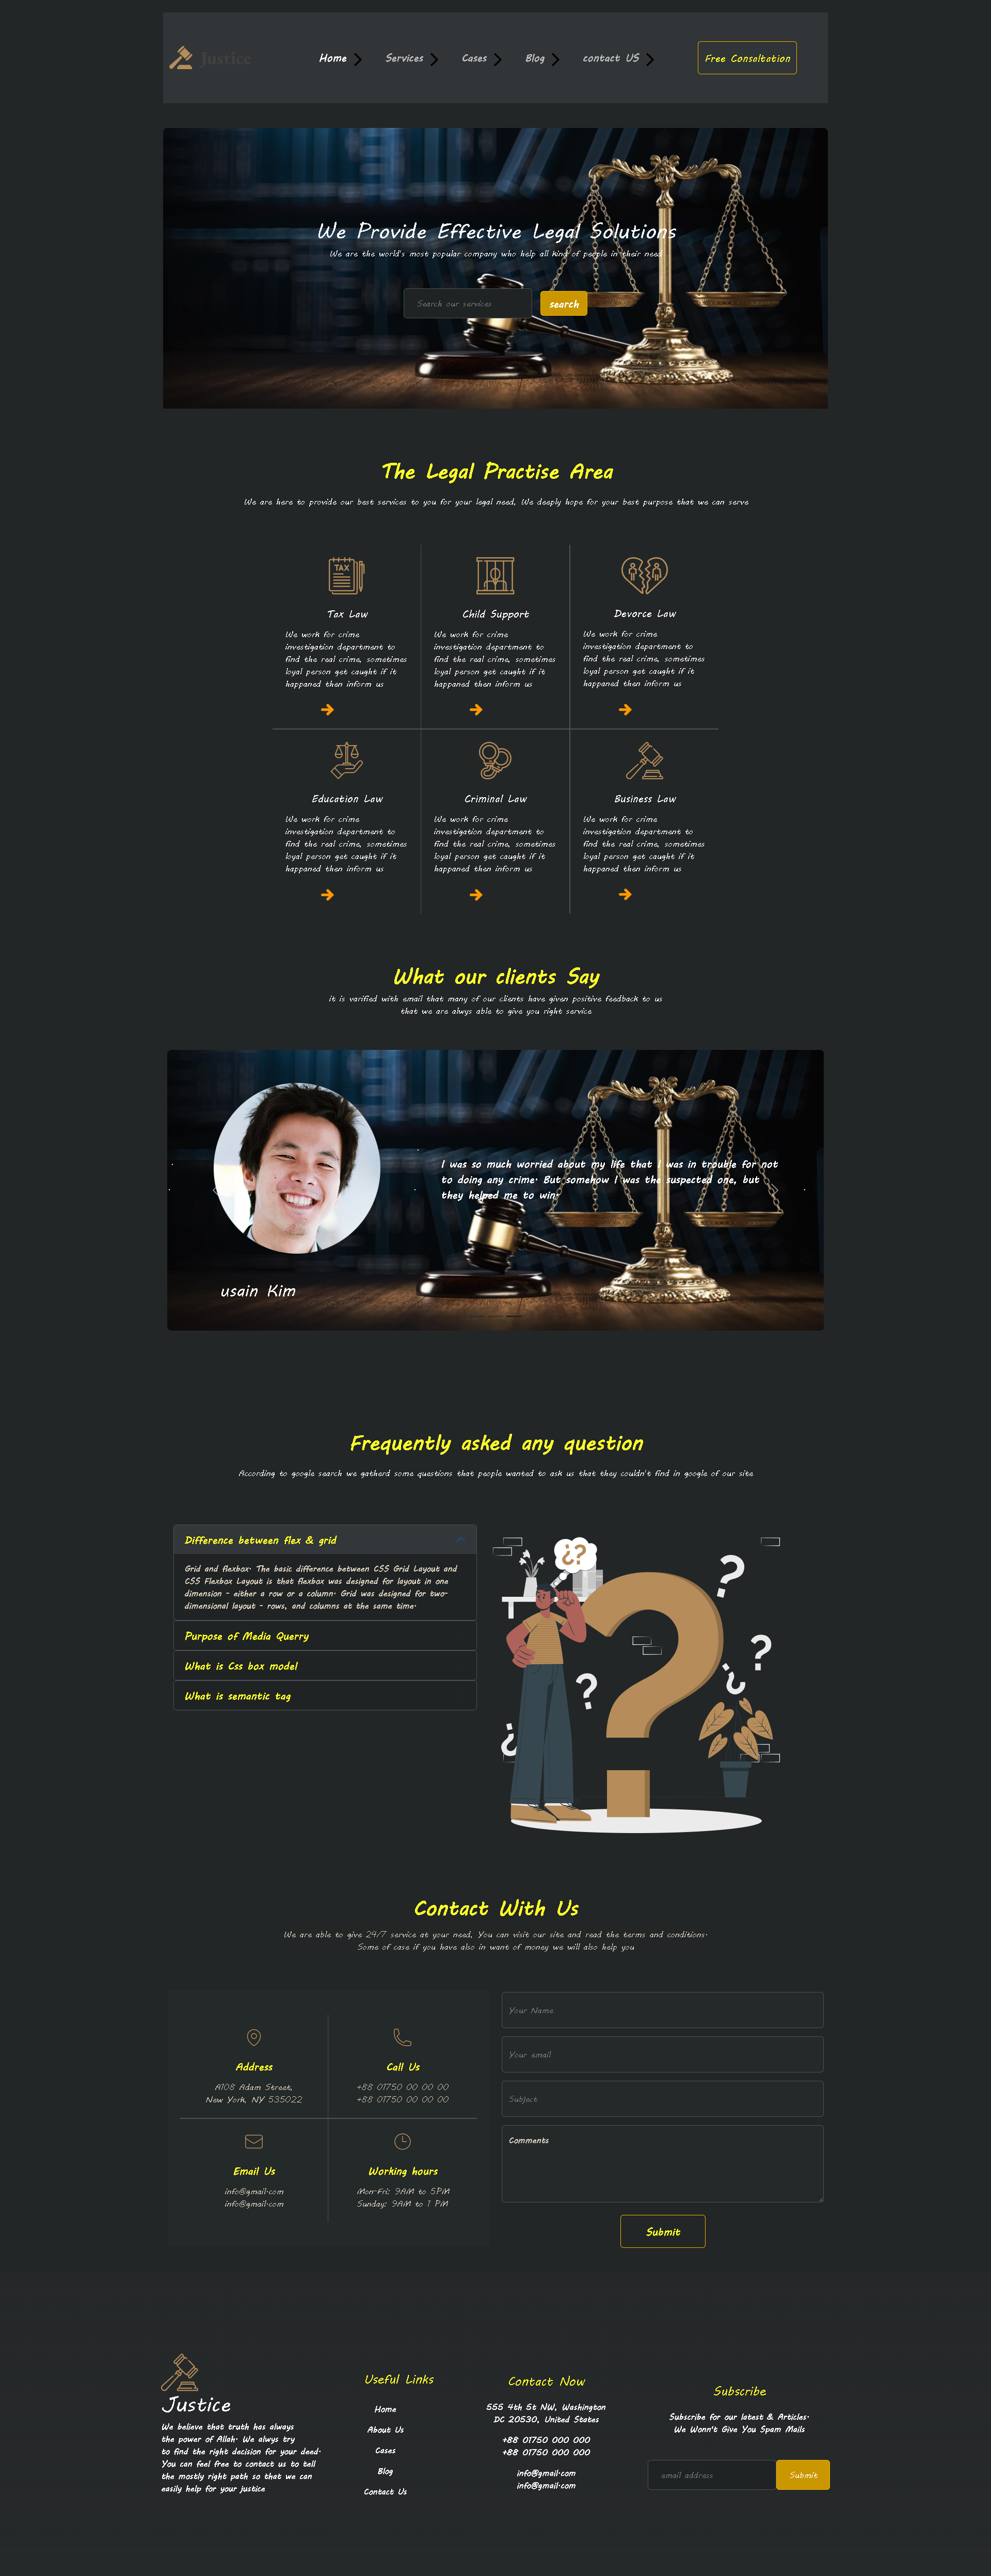 Justice
Home
Services
Cases
Blog
contact US
Free Consaltation
We Provide Effective Legal Solutions
We are the world's most popular company who help all kind of people in their need
Search our services
search
The Legal Practise Area
We are here to provide our best services to you for your legal need, We deeply hope for your best purpose that we can serve
TAX
Tax Law
We work for crime
investigation department to
find the real crime, sometimes
loyal person get caught if it
happaned then inform us
Child Support
We work for crime
investigation department to
find the real crime, sometimes
loyal person get caught if it
happaned then inform us
Devorce Law
We work for crime
investigation department to
find the real crime, sometimes
loyal person get caught if it
happaned then inform us
Education Law
We work for crime
investigation department to
find the real crime, sometimes
loyal person get caught if it
happaned then inform us
Criminal Law
We work for crime
investigation department to
find the real crime, sometimes
loyal person get caught if it
happaned then inform us
Business Law
We work for crime
investigation department to
find the real crime, sometimes
loyal person get caught if it
happaned then inform us
What our clients Say
it is varified with email that many of our clients have given positive feedback to us
that we are alwys able to give you right service
I was so much worried about my life that I was in trouble for not
to doing any crime. But somehow I was the suspected one, but
they helped me to win.
usain Kim
Frequently asked any question
According to google search we gatherd some questions that people wanted to ask us that they couldn't find in google of our site
Difference between flex & grid
Grid and flexbox. The basic difference between CSS Grid Layout and
CSS Flexbox Layout is that flexbox was designed for layout in one
dimension - either a row or a column. Grid was designed for two-
dimensional layout - rows, and columns at the same time.
Purpose of Media Querry
What is Css box model
What is semantic tag
¿?
?
?
?
?
¿
¿
Contact With Us
We are able to give 24/7 service at your need, You can visit our site and read the terms and conditions.
Some of case if you have also in want of money we will also help you
Address
A108 Adam Street,
New York, NY 535022
Call Us
+88 01750 00 00 00
+88 01750 00 00 00
Email Us
info@gmail.com
info@gmail.com
Working hours
Mon-Fri: 9AM to 5PM
Sunday: 9AM to 1 PM
Your Name
Your email
Subject
Comments
Submit
Justice
We believe that truth has always
the power of Allah. We alwys try
to find the right decision for your deed.
You can feel free to contact us to tell
the mostly right path so that we can
easily help for your justice
Useful Links
Home
About Us
Cases
Blog
Contact Us
Contact Now
555 4th St NW, Washington
DC 20530, United States
+88 01750 000 000
+88 01750 000 000
info@gmail.com
info@gmail.com
Subscribe
Subscribe for our latest & Articles.
We Wonn't Give You Spam Mails
email address
Submit